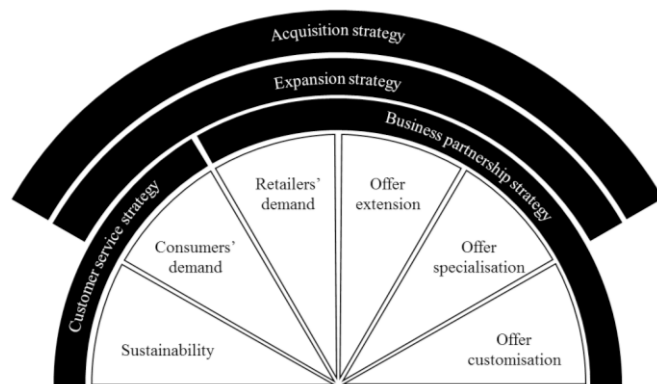 Acquisition strategy
Expansion strategy
Business partnership strategy
Customer service strategy
Retailers’
demand
Offer
extension
Consumers’
demand
Offer
specialisation
Sustainability
Offer
customisation